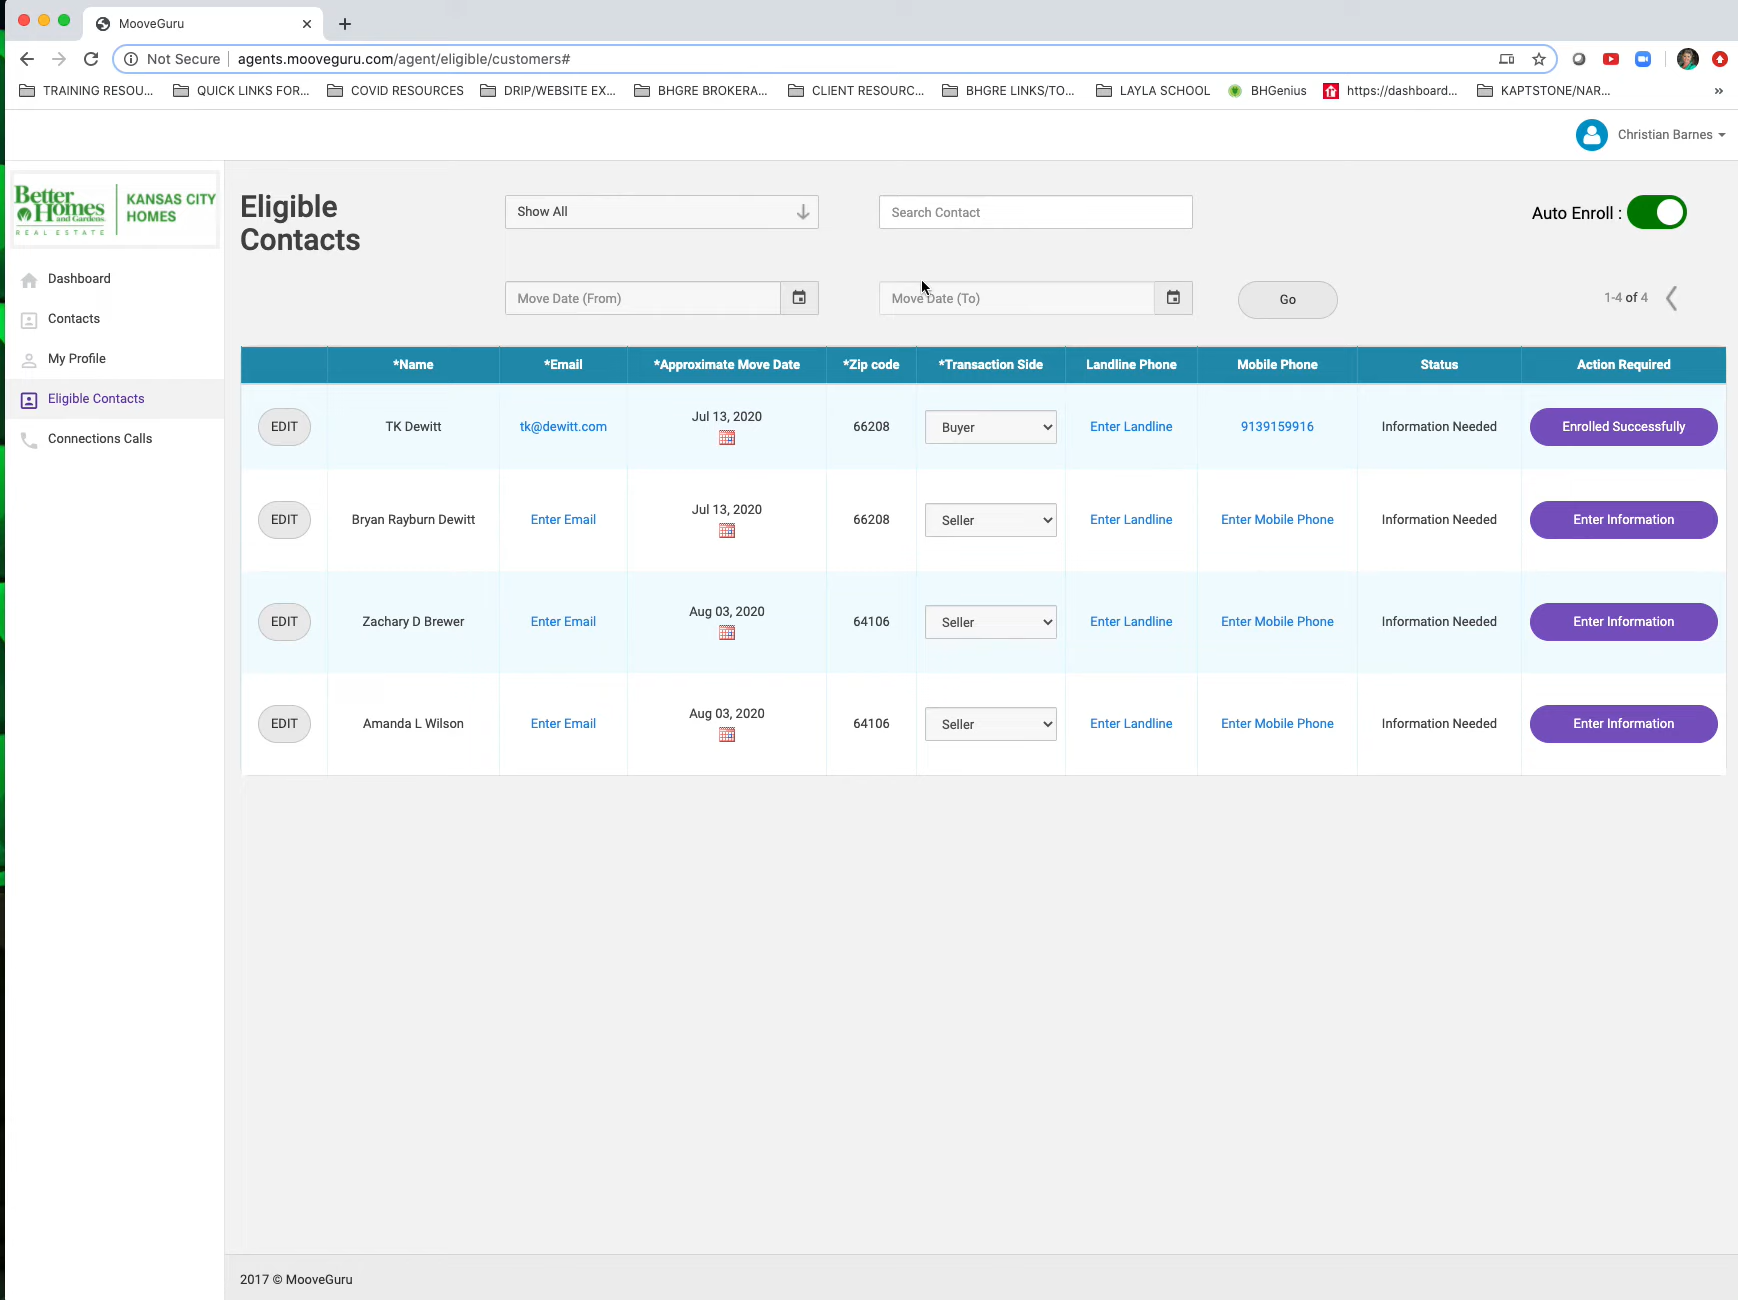 MooveGuru
Not Secure agents.mooveguru.com/agent/eligible/customers#
TRAINING RESOU... QUICK LINKS FOR... COVID RESOURCES DRIP/WEBSITE EX... BHGRE BROKERA... CLIENT RESOURC... BHGRE LINKS/TO... LAYLA SCHOOL BHGenius https://dashboard... KAPTSTONE/NAR... »
Christian Barnes
Better Homes and Gardens REAL ESTATE KANSAS CITY HOMES
Dashboard
Contacts
My Profile
Eligible Contacts
Connections Calls
Eligible
Contacts
Show All
Search Contact
Auto Enroll :
Move Date (From)
Move Date (To)
Go
1-4 of 4
*Name *Email *Approximate Move Date *Zip code *Transaction Side Landline Phone Mobile Phone Status Action Required
EDIT TK Dewitt tk@dewitt.com Jul 13, 2020 66208 Buyer Enter Landline 9139159916 Information Needed Enrolled Successfully
EDIT Bryan Rayburn Dewitt Enter Email Jul 13, 2020 66208 Seller Enter Landline Enter Mobile Phone Information Needed Enter Information
EDIT Zachary D Brewer Enter Email Aug 03, 2020 64106 Seller Enter Landline Enter Mobile Phone Information Needed Enter Information
EDIT Amanda L Wilson Enter Email Aug 03, 2020 64106 Seller Enter Landline Enter Mobile Phone Information Needed Enter Information
2017 © MooveGuru